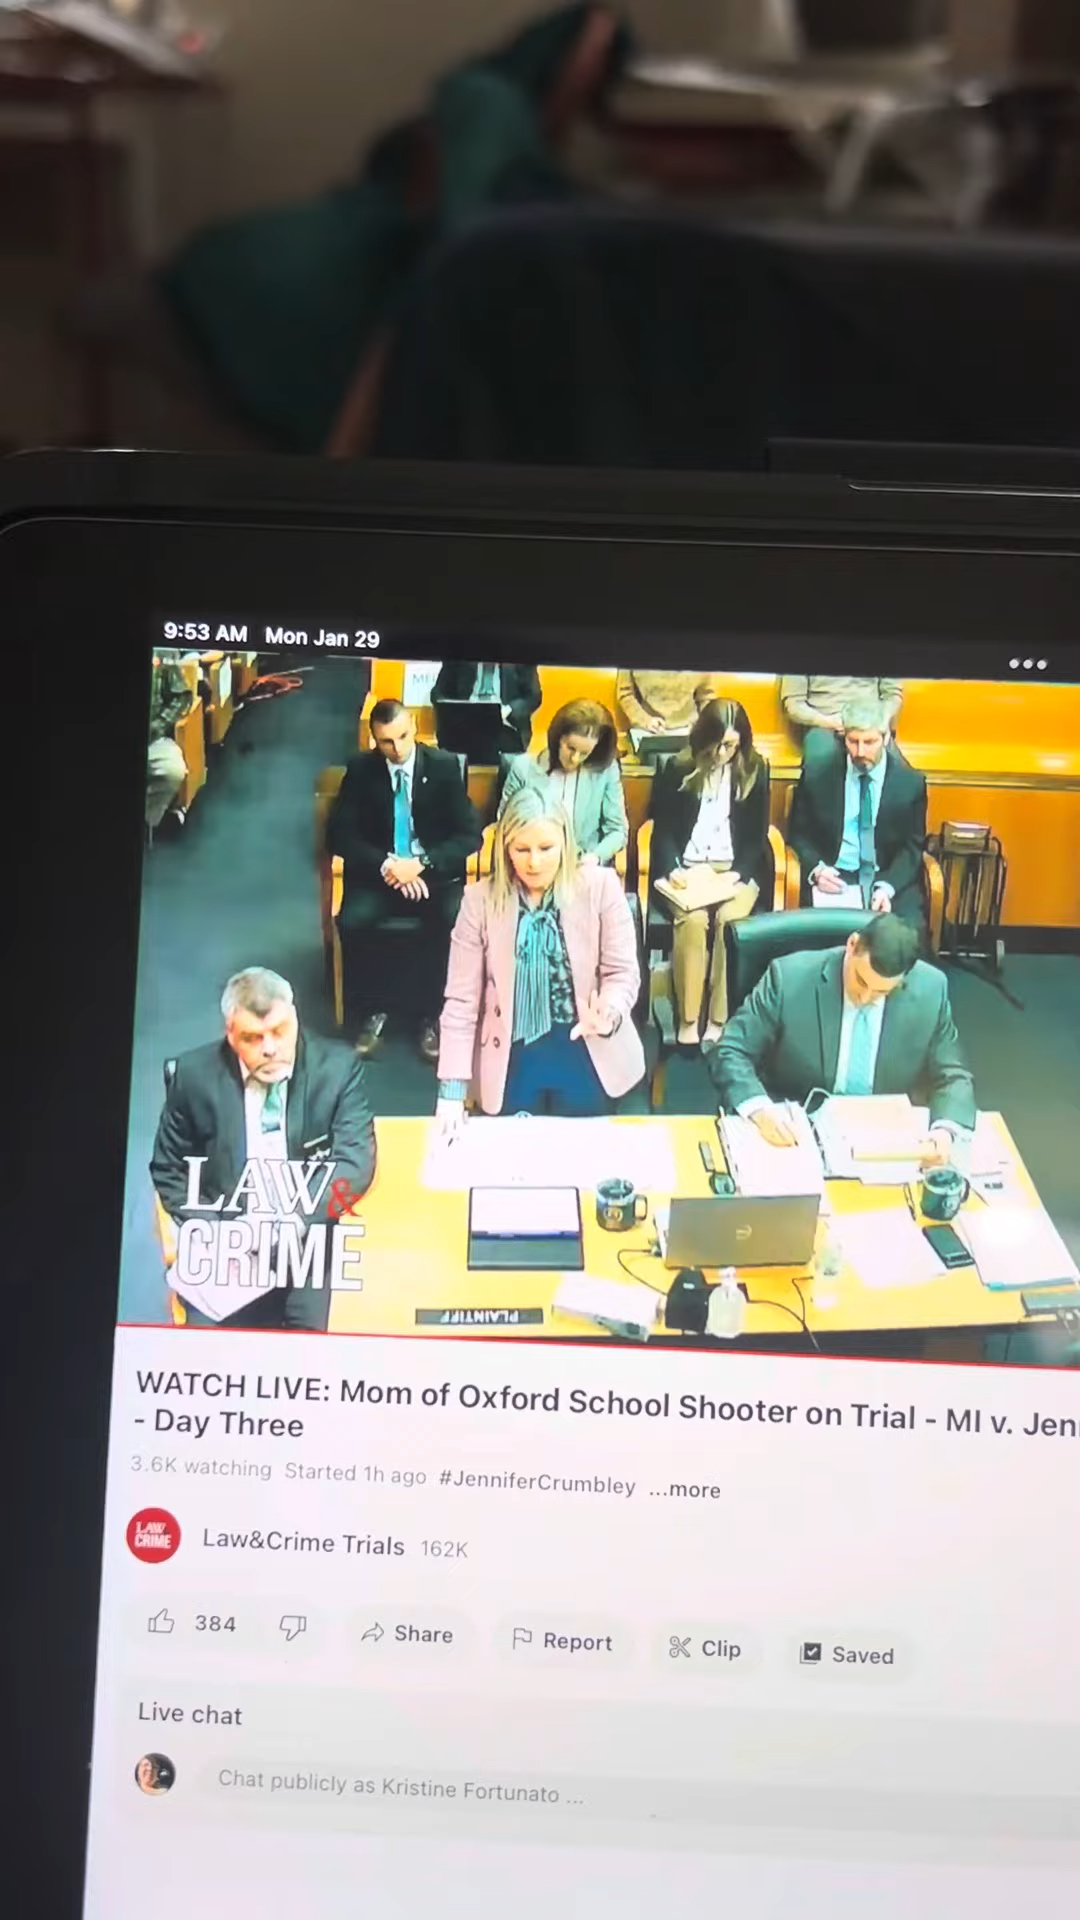 9:53 AM Mon Jan 29
LAW&
CRIME
PLAINTIFF
WATCH LIVE: Mom of Oxford School Shooter on Trial - MI v. Jen
- Day Three
3.6K watching Started 1h ago #JenniferCrumbley ...more
LAW&
CRIME
Law&Crime Trials 162K
384 Share Report Clip Saved
Live chat
Chat publicly as Kristine Fortunato ...